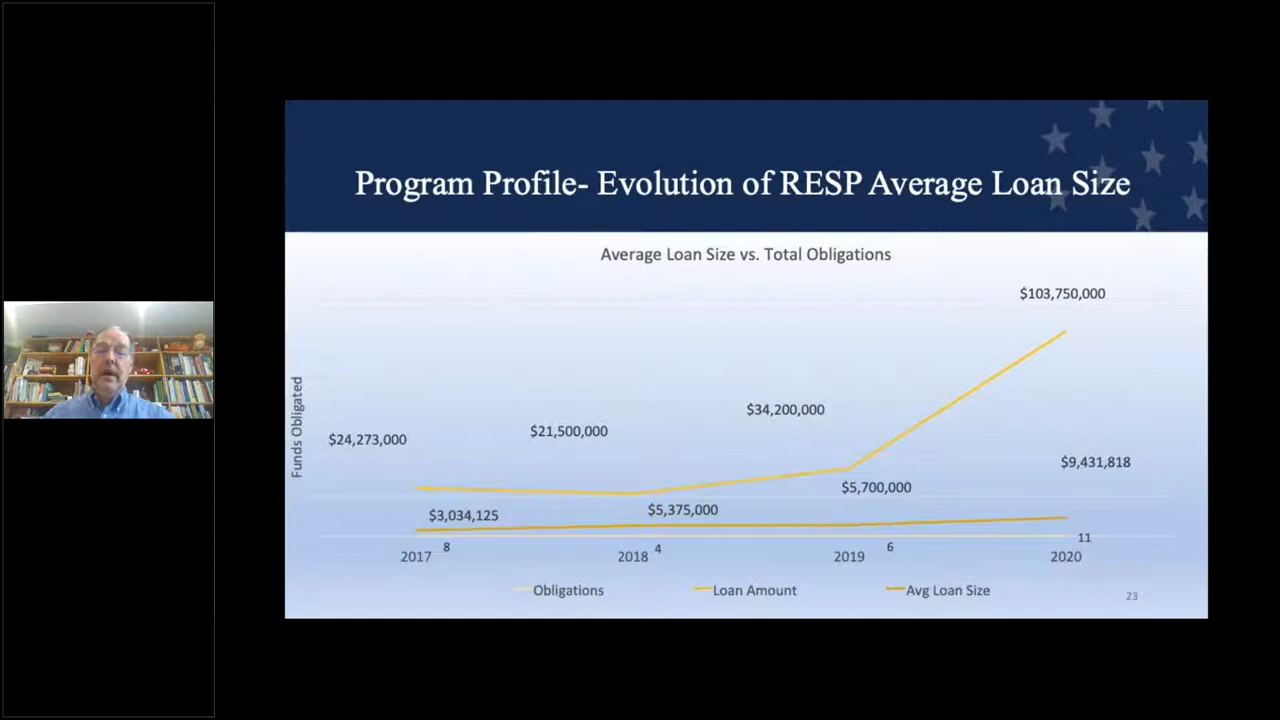 Program Profile- Evolution of RESP Average Loan Size
Average Loan Size vs. Total Obligations
Funds Obligated
$103,750,000
$34,200,000
$21,500,000
$24,273,000
$9,431,818
$5,700,000
$5,375,000
$3,034,125
8
4
6
11
2017
2018
2019
2020
Obligations
Loan Amount
Avg Loan Size
23